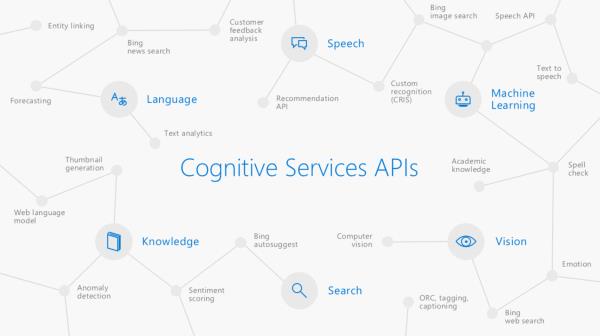 Entity linking
Bing
news search
Customer
feedback
analysis
Speech
Bing
image search
Speech API
Text to
speech
Forecasting
Aあ
Language
Recommendation
API
Custom
recognition
(CRIS)
Machine
Learning
Text analytics
Thumbnail
generation
Cognitive Services APIs
Academic
knowledge
Spell
check
Web language
model
Knowledge
Bing
autosuggest
Computer
vision
Vision
Emotion
Anomaly
detection
Sentiment
scoring
Search
ORC, tagging,
captioning
Bing
web search